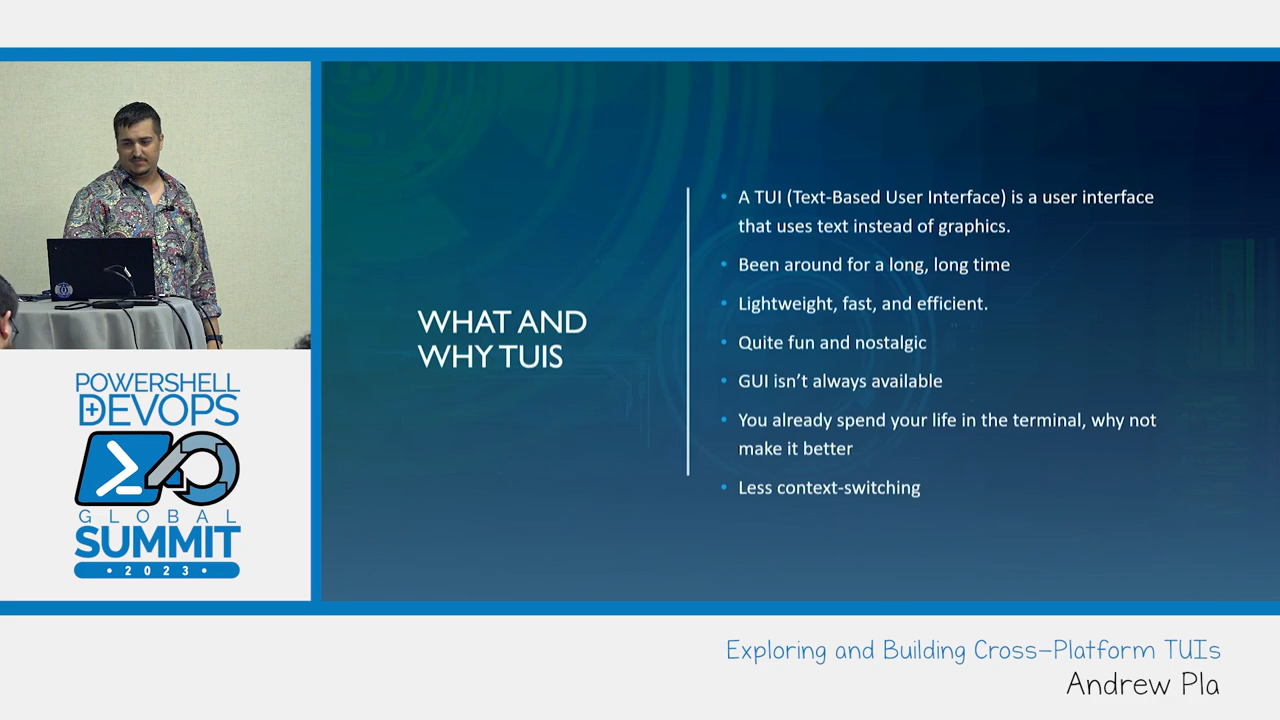 POWERSHELL
+DEVOPS
GLOBAL
SUMMIT
• 2023 •
WHAT AND
WHY TUIS
• A TUI (Text-Based User Interface) is a user interface
that uses text instead of graphics.
• Been around for a long, long time
• Lightweight, fast, and efficient.
• Quite fun and nostalgic
• GUI isn’t always available
• You already spend your life in the terminal, why not
make it better
• Less context-switching
Exploring and Building Cross-Platform TUIs
Andrew Pla